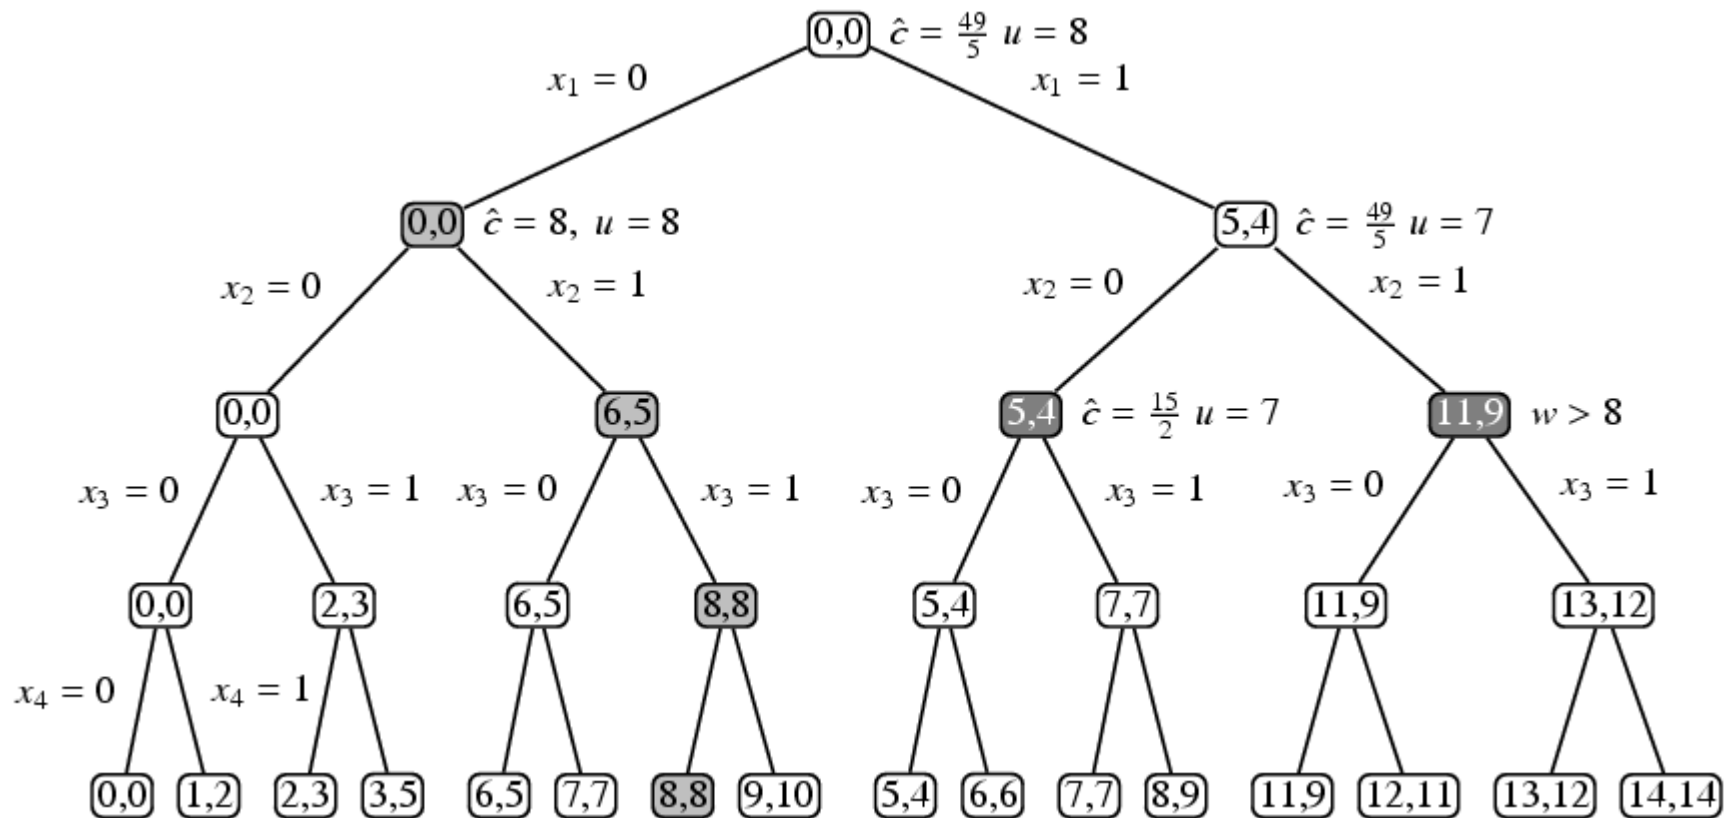 0,0 ĉ = 49/5 u = 8
x₁ = 0 x₁ = 1
0,0 ĉ = 8, u = 8 5,4 ĉ = 49/5 u = 7
x₂ = 0 x₂ = 1 x₂ = 0 x₂ = 1
0,0 6,5 5,4 ĉ = 15/2 u = 7 11,9 w > 8
x₃ = 0 x₃ = 1 x₃ = 0 x₃ = 1 x₃ = 0 x₃ = 1 x₃ = 0 x₃ = 1
0,0 2,3 6,5 8,8 5,4 7,7 11,9 13,12
x₄ = 0 x₄ = 1
0,0 1,2 2,3 3,5 6,5 7,7 8,8 9,10 5,4 6,6 7,7 8,9 11,9 12,11 13,12 14,14